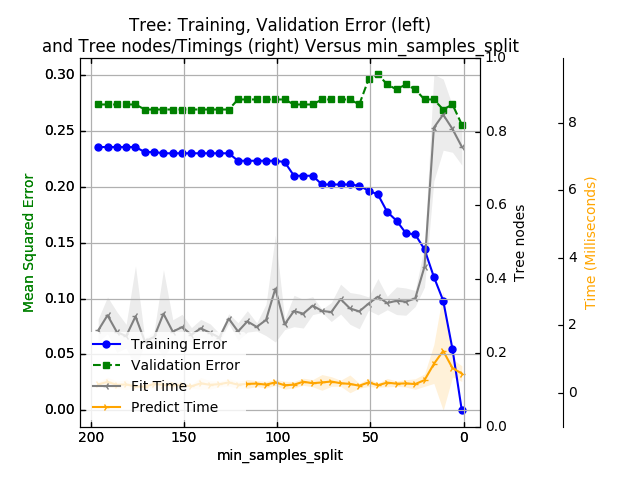 Tree: Training, Validation Error (left)
and Tree nodes/Timings (right) Versus min_samples_split
Mean Squared Error
0.30
0.25
0.20
0.15
0.10
0.05
0.00
1.0
0.8
0.6
0.4
0.2
0.0
Tree nodes
8
6
4
2
0
Time (Milliseconds)
Training Error
Validation Error
Fit Time
Predict Time
200 150 100 50 0
min_samples_split